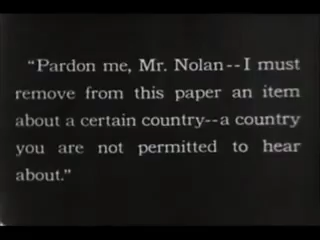 “Pardon me, Mr. Nolan--I must
remove from this paper an item
about a certain country--a country
you are not permitted to hear
about.”